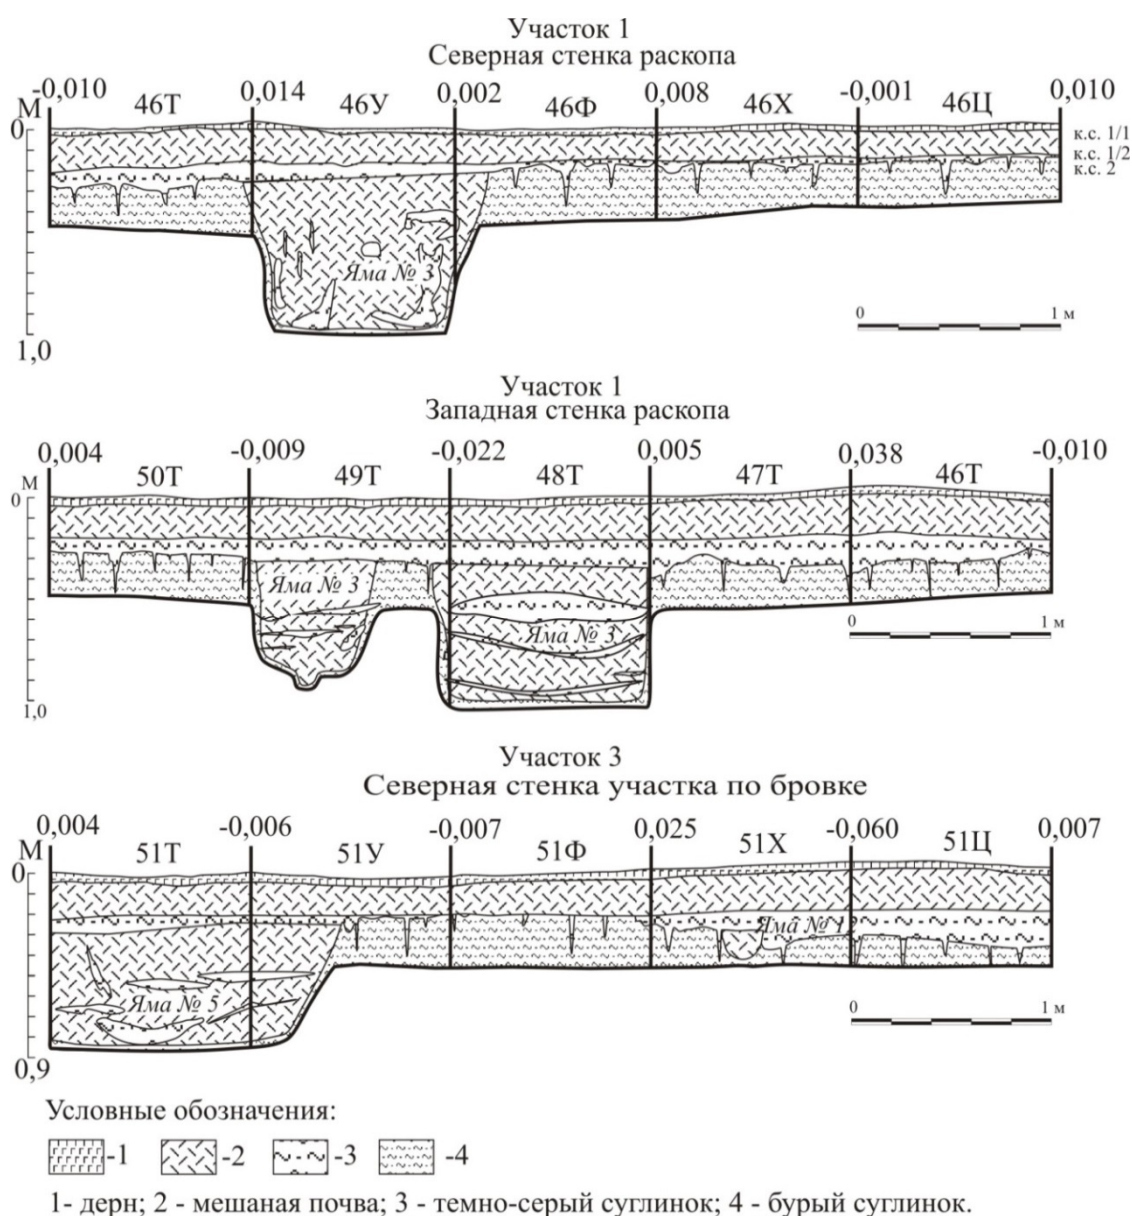 Участок 1
Северная стенка раскопа
-0,010 0,014 0,002 0,008 -0,001 0,010
М 46Т 46У 46Ф 46Х 46Ц
0
к.с. 1/1
к.с. 1/2
к.с. 2
Яма № 3
0 1 м
1,0
Участок 1
Западная стенка раскопа
0,004 -0,009 -0,022 0,005 0,038 -0,010
М 50Т 49Т 48Т 47Т 46Т
0
Яма № 3
Яма № 3
0 1 м
1,0
Участок 3
Северная стенка участка по бровке
0,004 -0,006 -0,007 0,025 -0,060 0,007
М 51Т 51У 51Ф 51Х 51Ц
0
Яма № 12
Яма № 5
0 1 м
0,9
Условные обозначения:
-1 -2 -3 -4
1- дерн; 2 - мешаная почва; 3 - темно-серый суглинок; 4 - бурый суглинок.